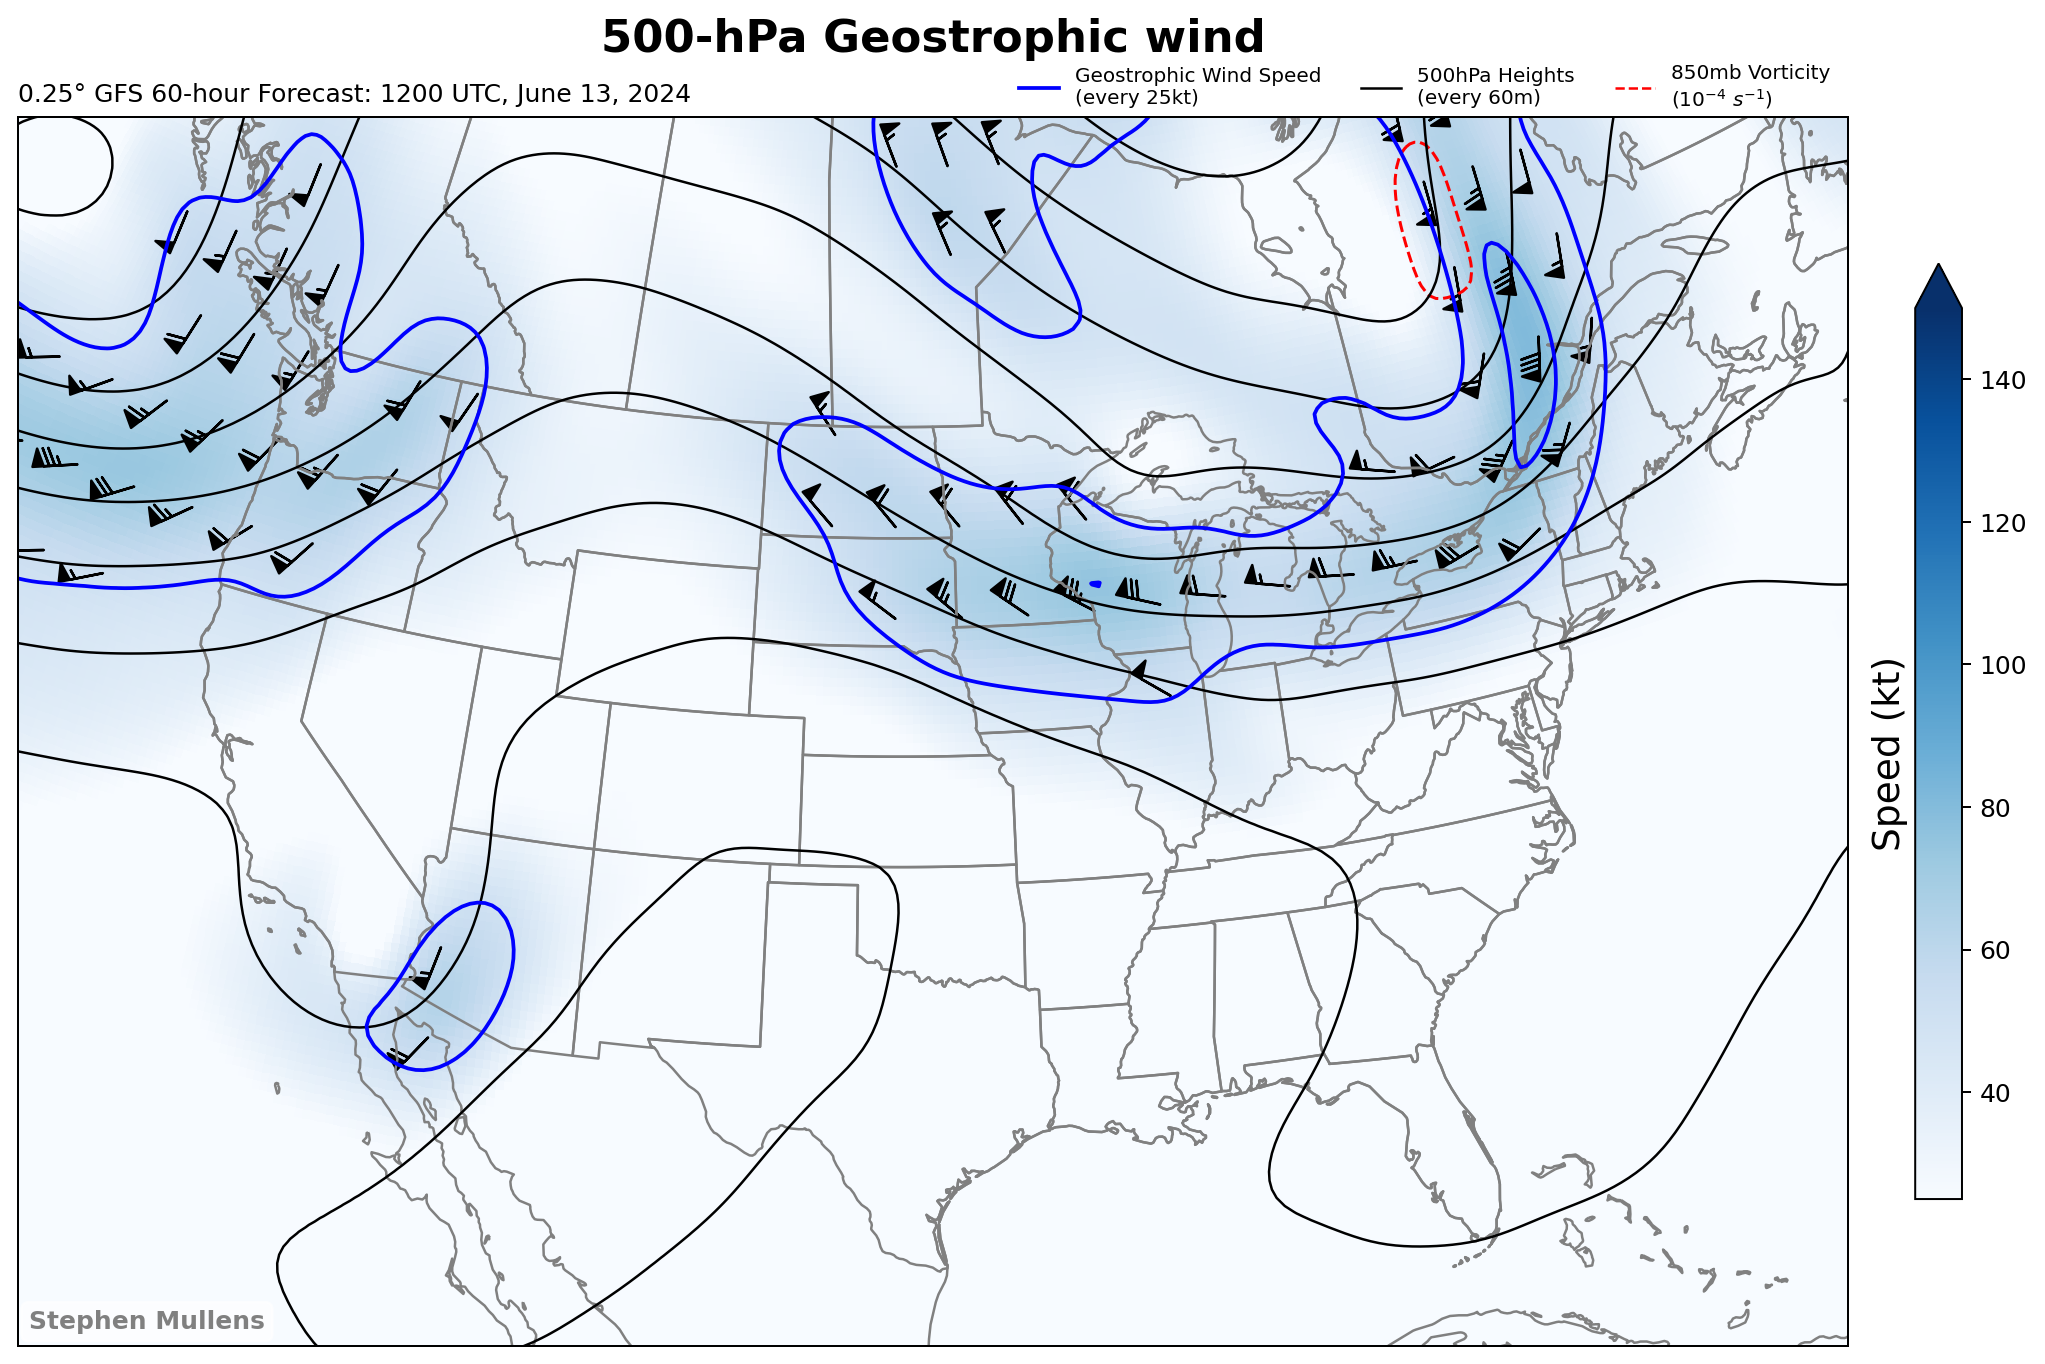 500-hPa Geostrophic wind
0.25° GFS 60-hour Forecast: 1200 UTC, June 13, 2024
Geostrophic Wind Speed
(every 25kt)
500hPa Heights
(every 60m)
850mb Vorticity
(10⁻⁴ s⁻¹)
140
120
100
80
60
40
Speed (kt)
Stephen Mullens